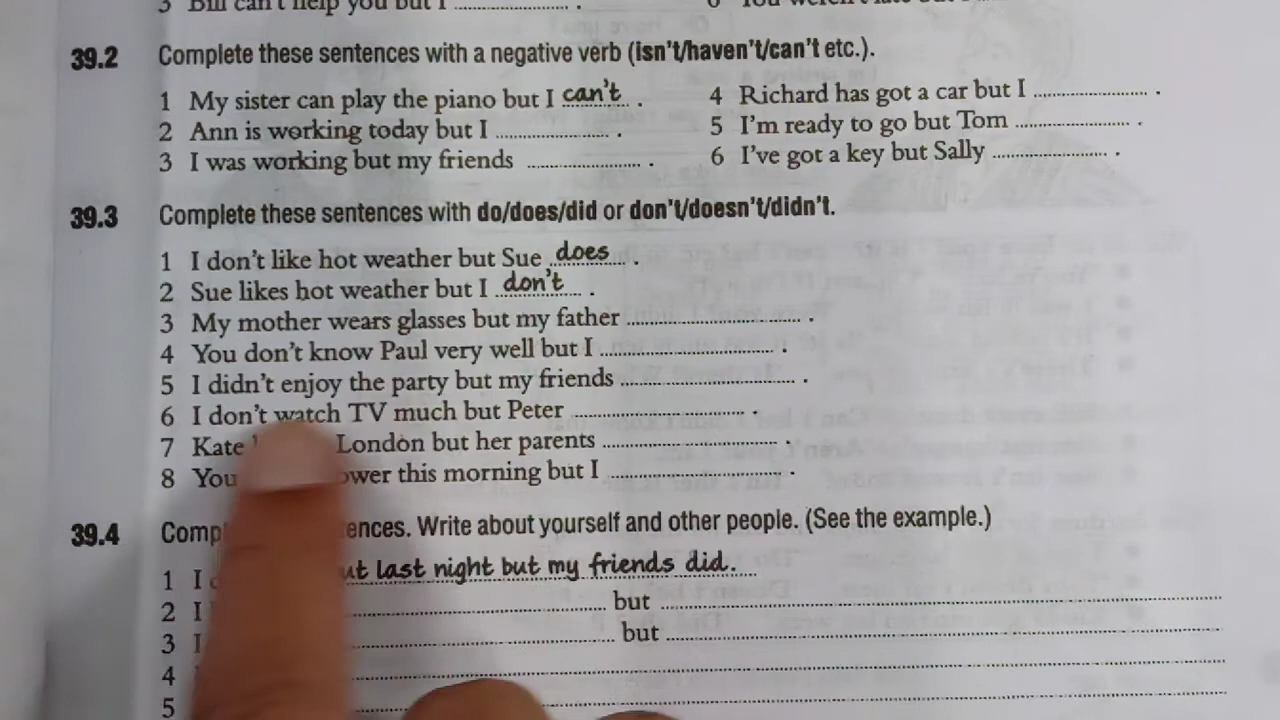 3 Bill can't help you but I .............................. .
39.2 Complete these sentences with a negative verb (isn't/haven't/can't etc.).
1 My sister can play the piano but I can't .
2 Ann is working today but I .............................. .
3 I was working but my friends .............................. .
4 Richard has got a car but I .............................. .
5 I'm ready to go but Tom .............................. .
6 I've got a key but Sally .............................. .
39.3 Complete these sentences with do/does/did or don't/doesn't/didn't.
1 I don't like hot weather but Sue does .
2 Sue likes hot weather but I don't .
3 My mother wears glasses but my father .............................. .
4 You don't know Paul very well but I .............................. .
5 I didn't enjoy the party but my friends .............................. .
6 I don't watch TV much but Peter .............................. .
7 Kate London but her parents .............................. .
8 You this morning but I .............................. .
39.4 Write about yourself and other people. (See the example.)
1 I last night but my friends did.
2 I .............................. but ..............................
3 I .............................. but ..............................
4 ..............................
5 ..............................